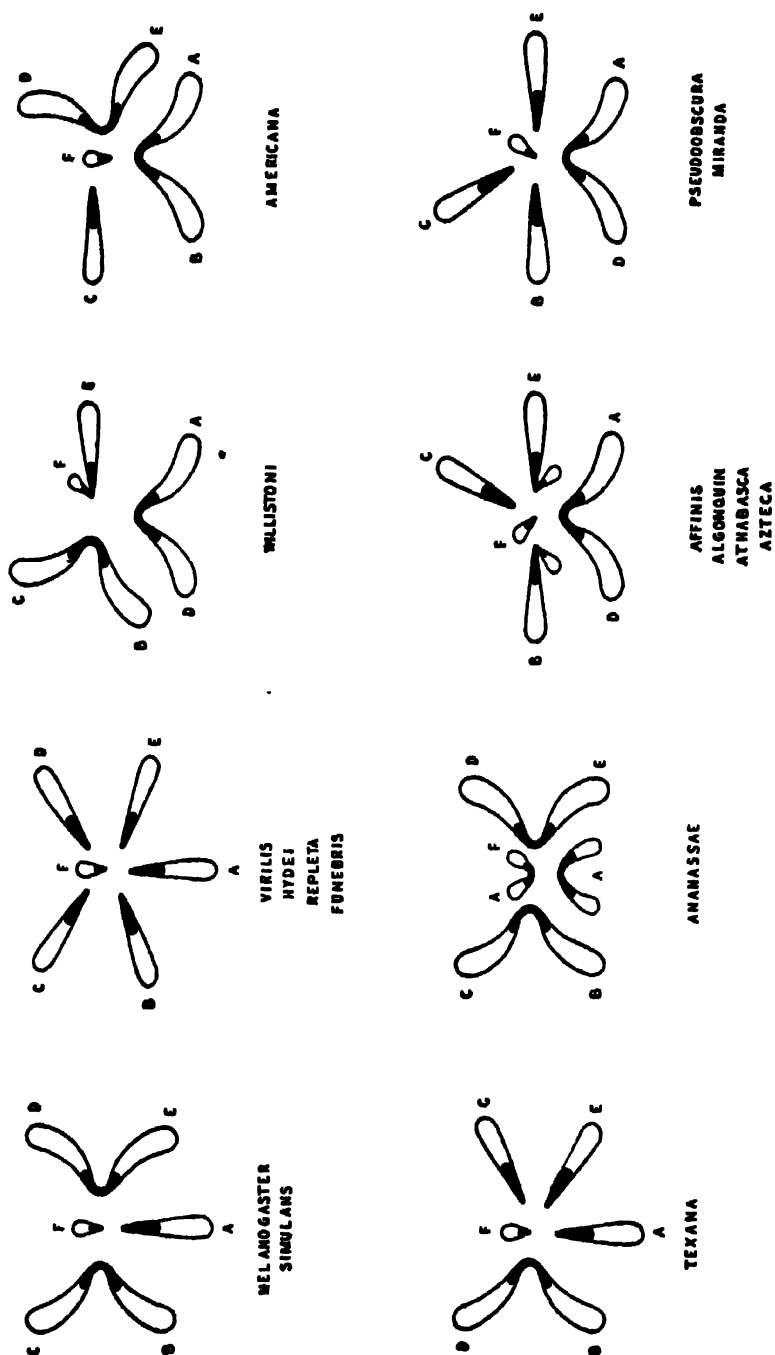 C
D
F
B
E
A
MELANOGASTER
SIMULANS
C
D
F
B
E
A
VIRILIS
HYDEI
REPLETA
FUNEBRIS
C
F
E
B
D
A
WILLISTONI
D
F
C
E
B
A
AMERICANA
D
C
F
B
E
A
TEXANA
C
D
A
F
B
A
E
ANANASSAE
C
F
B
E
D
A
AFFINIS
ALGONQUIN
ATHABASCA
AZTECA
C
F
B
E
D
A
PSEUDOOBSCURA
MIRANDA